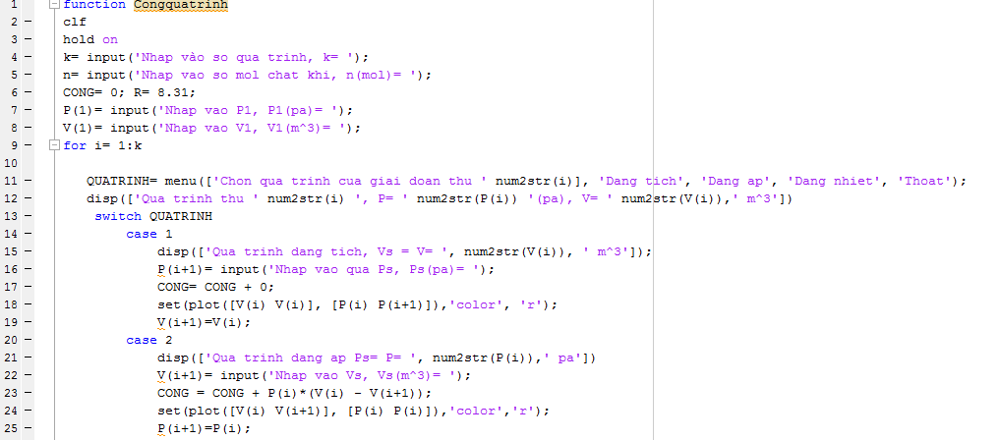 1 function Congquatrinh
2 – clf
3 – hold on
4 – k= input('Nhap vào so qua trinh, k= ');
5 – n= input('Nhap vao so mol chat khi, n(mol)= ');
6 – CONG= 0; R= 8.31;
7 – P(1)= input('Nhap vao P1, P1(pa)= ');
8 – V(1)= input('Nhap vao V1, V1(m^3)= ');
9 – for i= 1:k
10
11 – QUATRINH= menu(['Chon qua trinh cua giai doan thu ' num2str(i)], 'Dang tich', 'Dang ap', 'Dang nhiet', 'Thoat');
12 – disp(['Qua trinh thu ' num2str(i) ', P= ' num2str(P(i)) '(pa), V= ' num2str(V(i)),' m^3'])
13 – switch QUATRINH
14 – case 1
15 – disp(['Qua trinh dang tich, Vs = V= ', num2str(V(i)), ' m^3']);
16 – P(i+1)= input('Nhap vao qua Ps, Ps(pa)= ');
17 – CONG= CONG + 0;
18 – set(plot([V(i) V(i)], [P(i) P(i+1)]),'color', 'r');
19 – V(i+1)=V(i);
20 – case 2
21 – disp(['Qua trinh dang ap Ps= P= ', num2str(P(i)),' pa'])
22 – V(i+1)= input('Nhap vao Vs, Vs(m^3)= ');
23 – CONG = CONG + P(i)*(V(i) - V(i+1));
24 – set(plot([V(i) V(i+1)], [P(i) P(i)]),'color','r');
25 – P(i+1)=P(i);